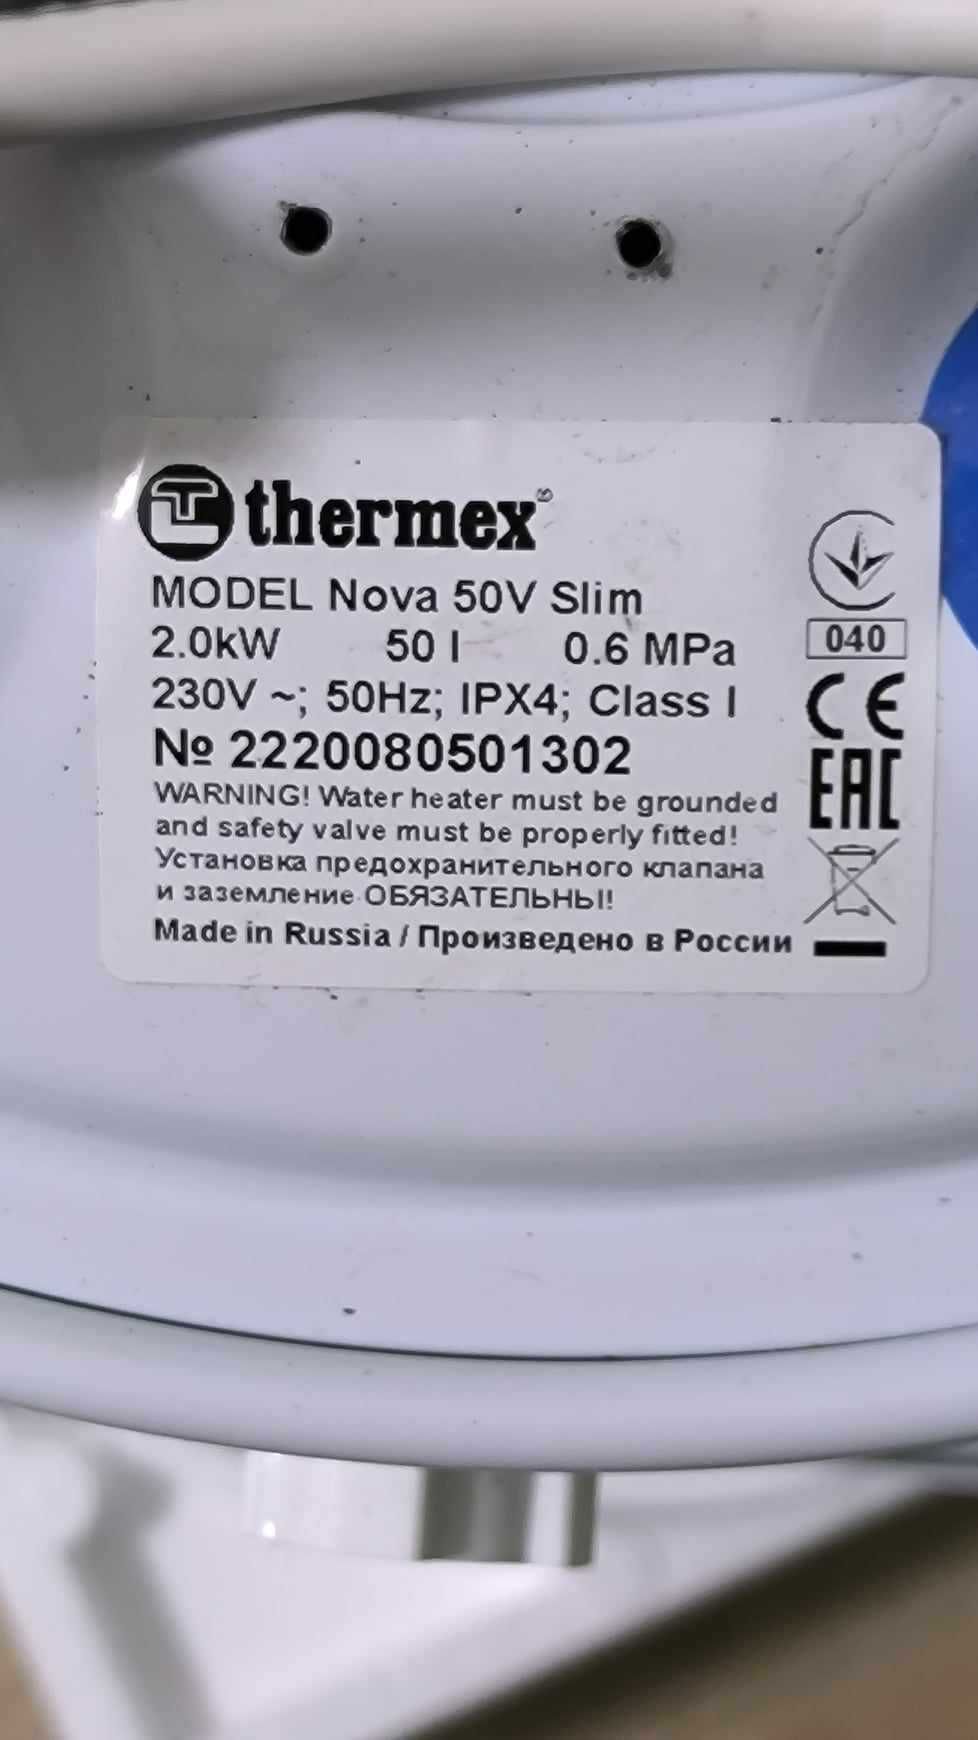 thermex®
MODEL Nova 50V Slim
2.0kW 50 l 0.6 MPa
230V ~; 50Hz; IPX4; Class I
№ 2220080501302
WARNING! Water heater must be grounded
and safety valve must be properly fitted!
Установка предохранительного клапана
и заземление ОБЯЗАТЕЛЬНЫ!
Made in Russia / Произведено в России
040
CE
EAC